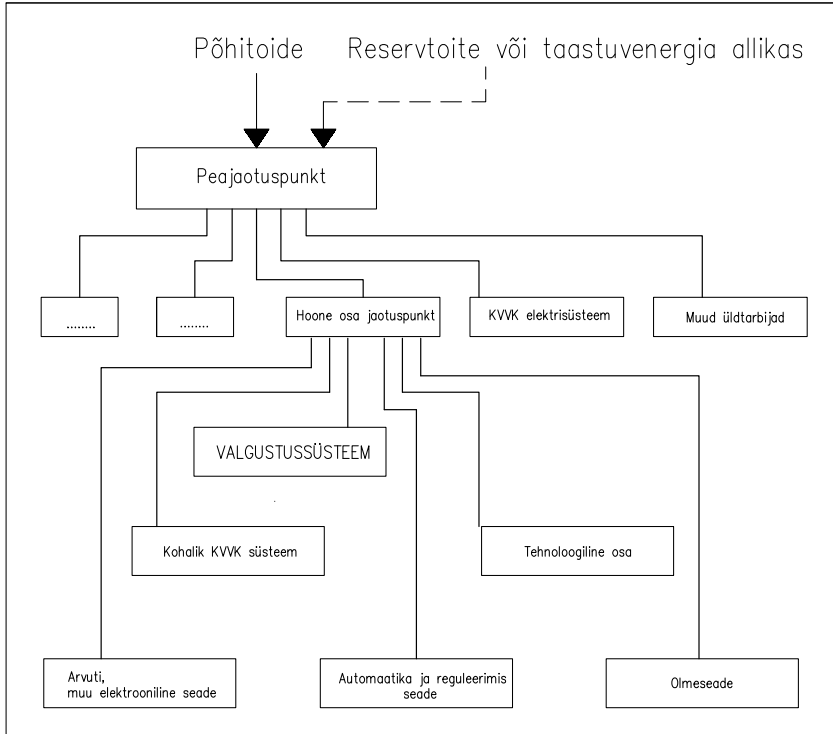 Põhitoide
Reservtoite või taastuvenergia allikas
Peajaotuspunkt
........
........
Hoone osa jaotuspunkt
KVVK elektrisüsteem
Muud üldtarbijad
VALGUSTUSSÜSTEEM
Kohalik KVVK süsteem
Tehnoloogiline osa
Arvuti,
muu elektrooniline seade
Automaatika ja reguleerimis
seade
Olmeseade